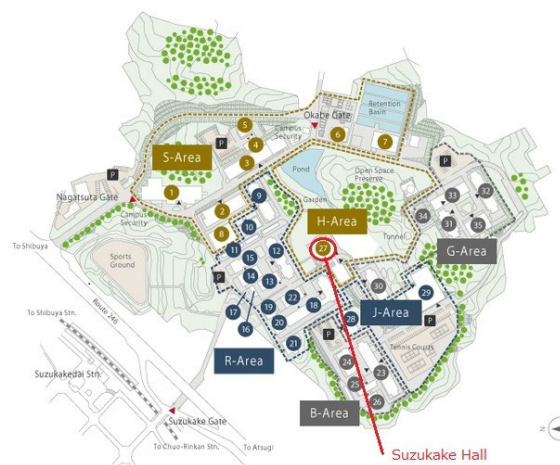 5
P
4
Campus
Security
Okabe Gate
6
Retention
Basin
7
S-Area
3
P
Nagatsuta Gate
1
Pond
Open Space
Preserve
P
33
32
Campus
Security
2
9
Garden
H-Area
34
31
35
8
10
Tunnel
G-Area
To Shibuya
Sports
Ground
11
12
27
15
14
13
30
29
P
22
18
J-Area
Route 246
17
19
28
P
To Shibuya Stn.
16
20
21
Tennis Courts
R-Area
24
Suzukakedai Stn.
P
23
25
26
Suzukake Gate
B-Area
To Chuo-Rinkan Stn.
To Atsugi
N
Suzukake Hall